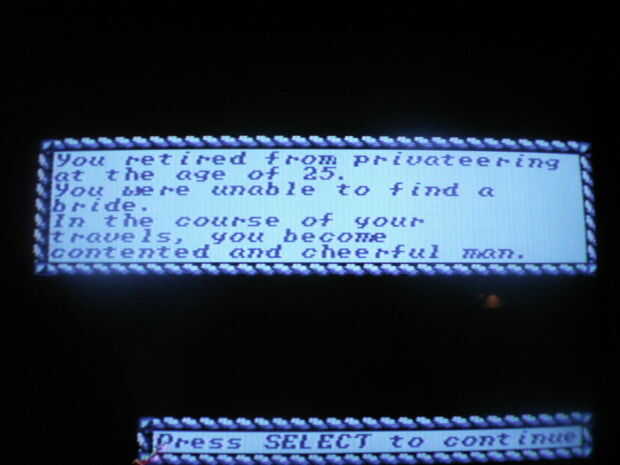 You retired from privateering
at the age of 25.
You were unable to find a
bride.
In the course of your
travels, you become
contented and cheerful man.
Press SELECT to continue